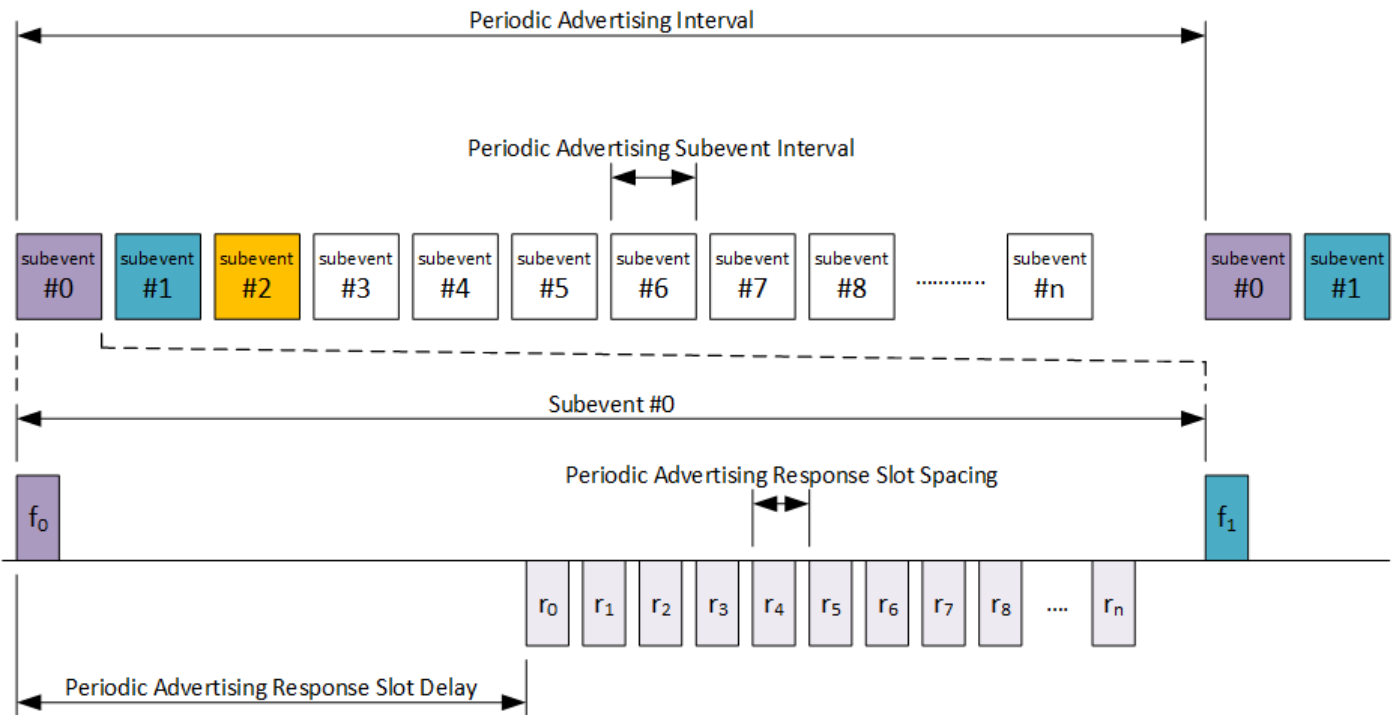 Periodic Advertising Interval
Periodic Advertising Subevent Interval
subevent subevent subevent subevent subevent subevent subevent subevent subevent ............ subevent subevent subevent
#0 #1 #2 #3 #4 #5 #6 #7 #8 #n #0 #1
Subevent #0
Periodic Advertising Response Slot Spacing
f₀ f₁
r₀ r₁ r₂ r₃ r₄ r₅ r₆ r₇ r₈ .... rₙ
Periodic Advertising Response Slot Delay